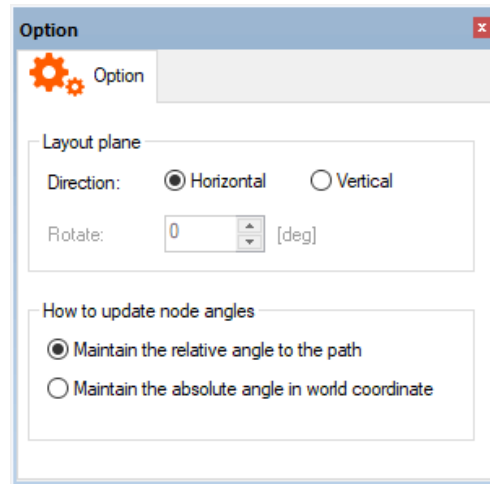 Option
Option
Layout plane
Direction: Horizontal Vertical
Rotate: 0 [deg]
How to update node angles
Maintain the relative angle to the path
Maintain the absolute angle in world coordinate